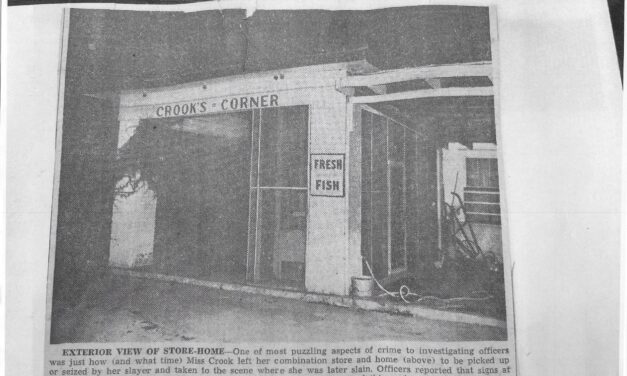 CROOK'S - CORNER
FRESH
FISH
EXTERIOR VIEW OF STORE-HOME—One of most puzzling aspects of crime to investigating officers
was just how (and what time) Miss Crook left her combination store and home (above) to be picked up
or seized by her slayer and taken to the scene where she was later slain. Officers reported that signs at